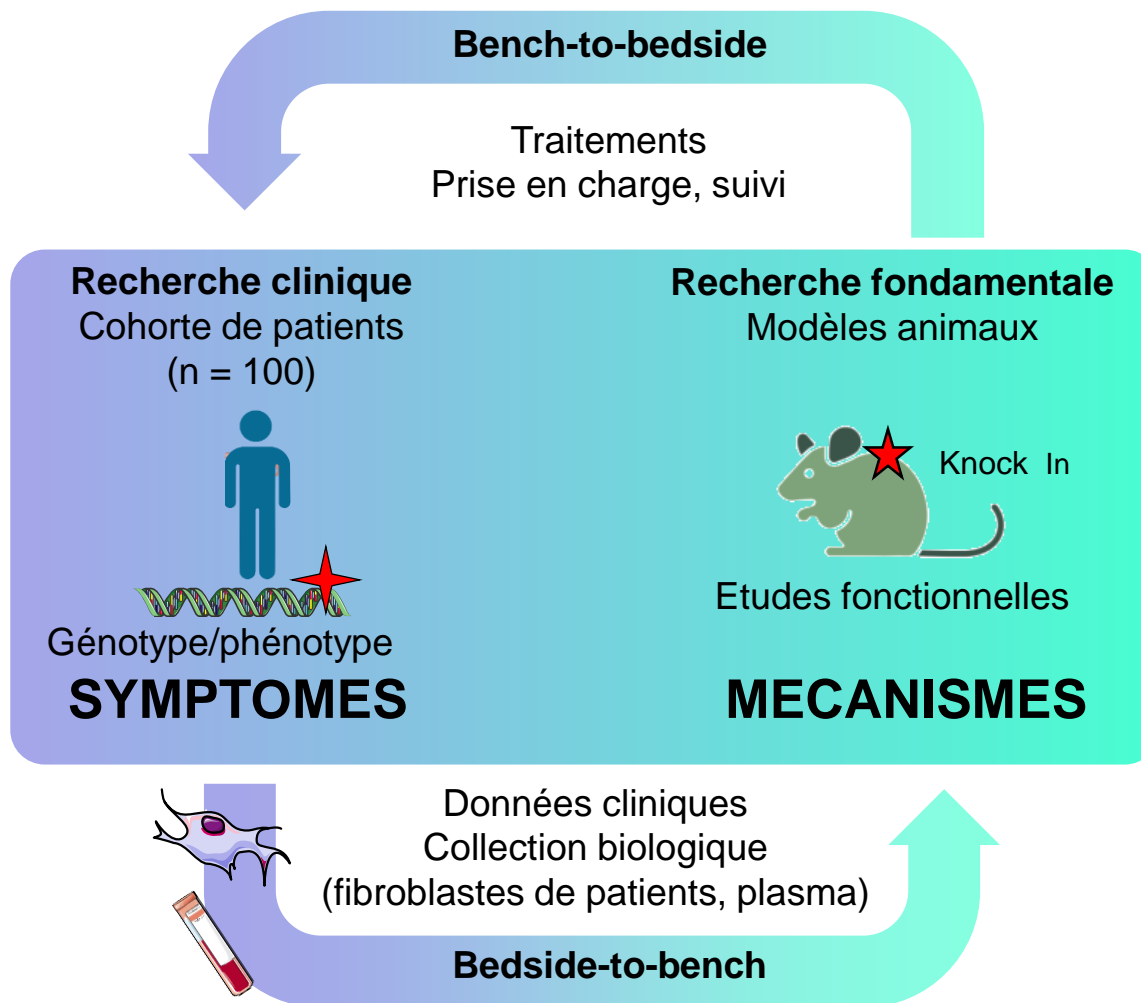 Bench-to-bedside
Traitements
Prise en charge, suivi
Recherche clinique
Cohorte de patients
(n = 100)
Génotype/phénotype
SYMPTOMES
Recherche fondamentale
Modèles animaux
Knock In
Etudes fonctionnelles
MECANISMES
Données cliniques
Collection biologique
(fibroblastes de patients, plasma)
Bedside-to-bench